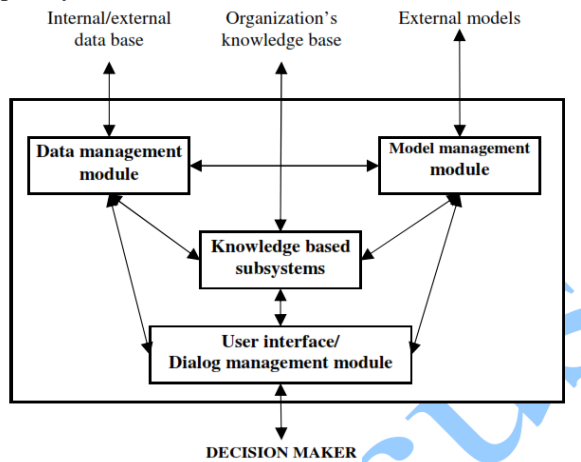 Internal/external
data base
Organization's
knowledge base
External models
Data management
module
Model management
module
Knowledge based
subsystems
User interface/
Dialog management module
DECISION MAKER